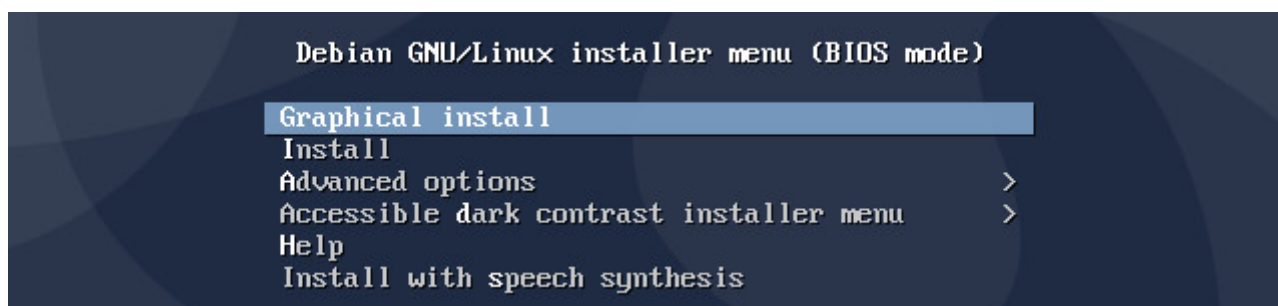 Debian GNU/Linux installer menu (BIOS mode)
Graphical install
Install
Advanced options >
Accessible dark contrast installer menu >
Help
Install with speech synthesis